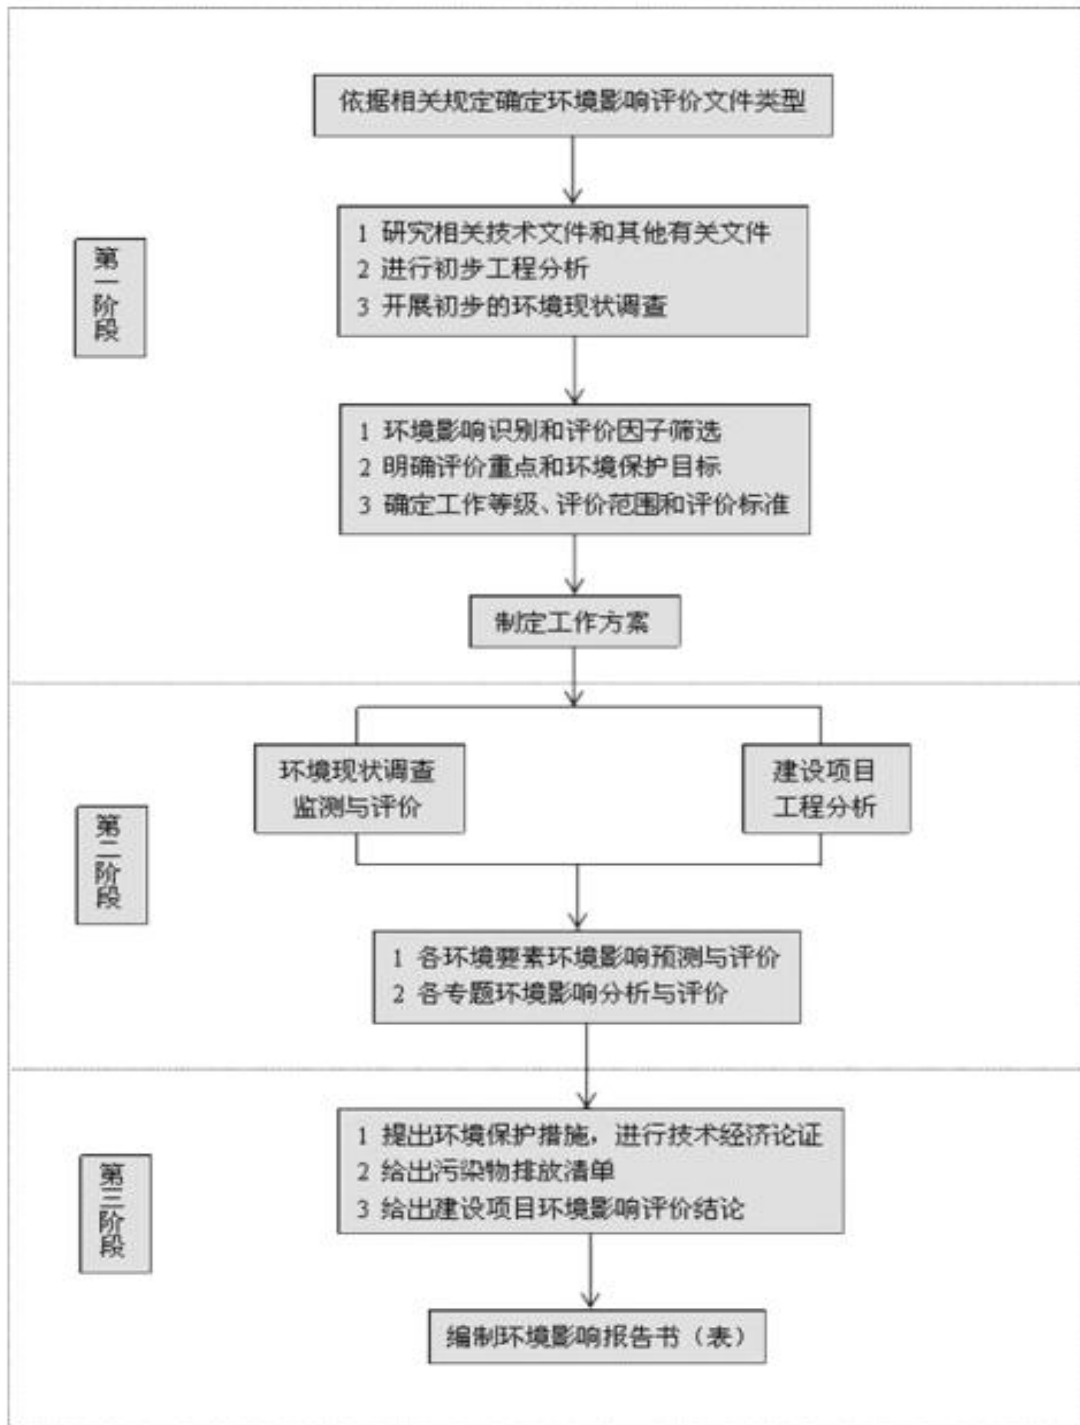 依据相关规定确定环境影响评价文件类型
第一阶段
1 研究相关技术文件和其他有关文件
2 进行初步工程分析
3 开展初步的环境现状调查
1 环境影响识别和评价因子筛选
2 明确评价重点和环境保护目标
3 确定工作等级、评价范围和评价标准
制定工作方案
第二阶段
环境现状调查
监测与评价
建设项目
工程分析
1 各环境要素环境影响预测与评价
2 各专题环境影响分析与评价
第三阶段
1 提出环境保护措施，进行技术经济论证
2 给出污染物排放清单
3 给出建设项目环境影响评价结论
编制环境影响报告书（表）